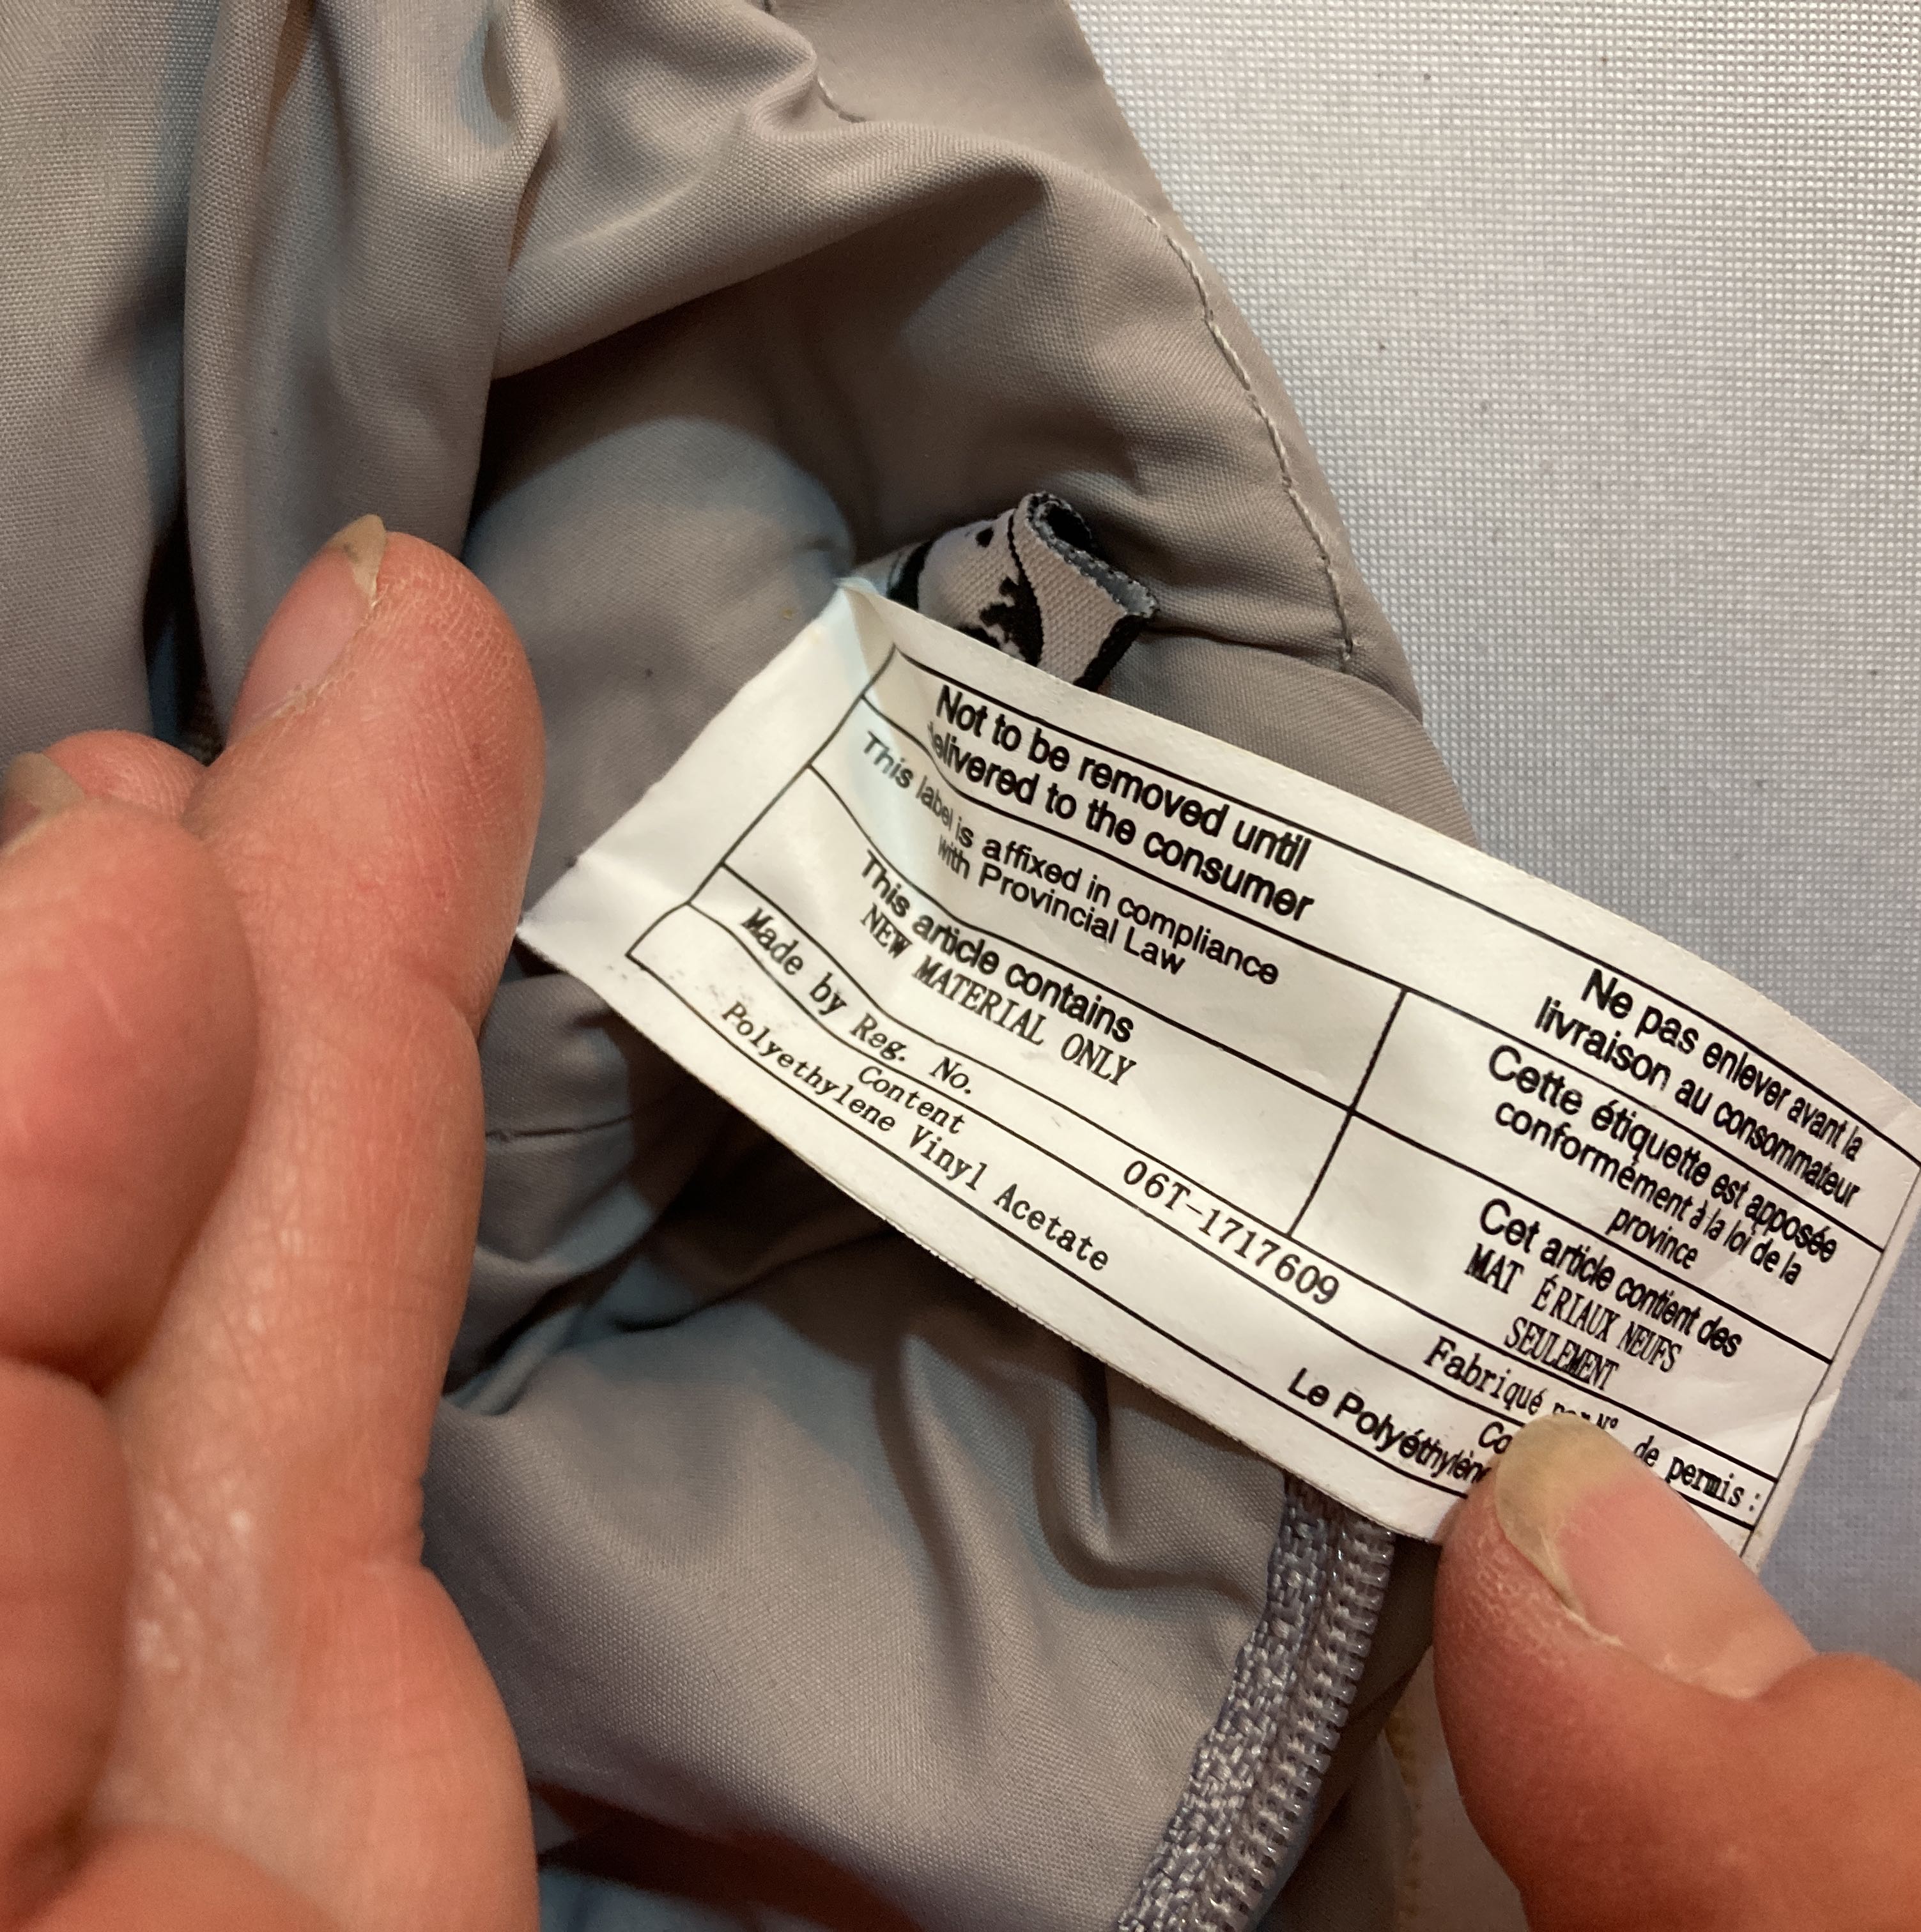 Not to be removed until
delivered to the consumer
This label is affixed in compliance
with Provincial Law
This article contains
NEW MATERIAL ONLY
Made by Reg. No.
06T-1717609
Content
Polyethylene Vinyl Acetate
Ne pas enlever avant la
livraison au consommateur
Cette étiquette est apposée
conformément à la loi de la
province
Cet article contient des
MAT ÉRIAUX NEUFS
SEULEMENT
Fabriqué par N° de permis :
Le